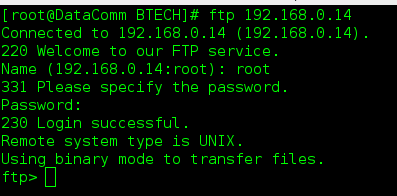 [root@DataComm BTECH]# ftp 192.168.0.14
Connected to 192.168.0.14 (192.168.0.14).
220 Welcome to our FTP service.
Name (192.168.0.14:root): root
331 Please specify the password.
Password:
230 Login successful.
Remote system type is UNIX.
Using binary mode to transfer files.
ftp>